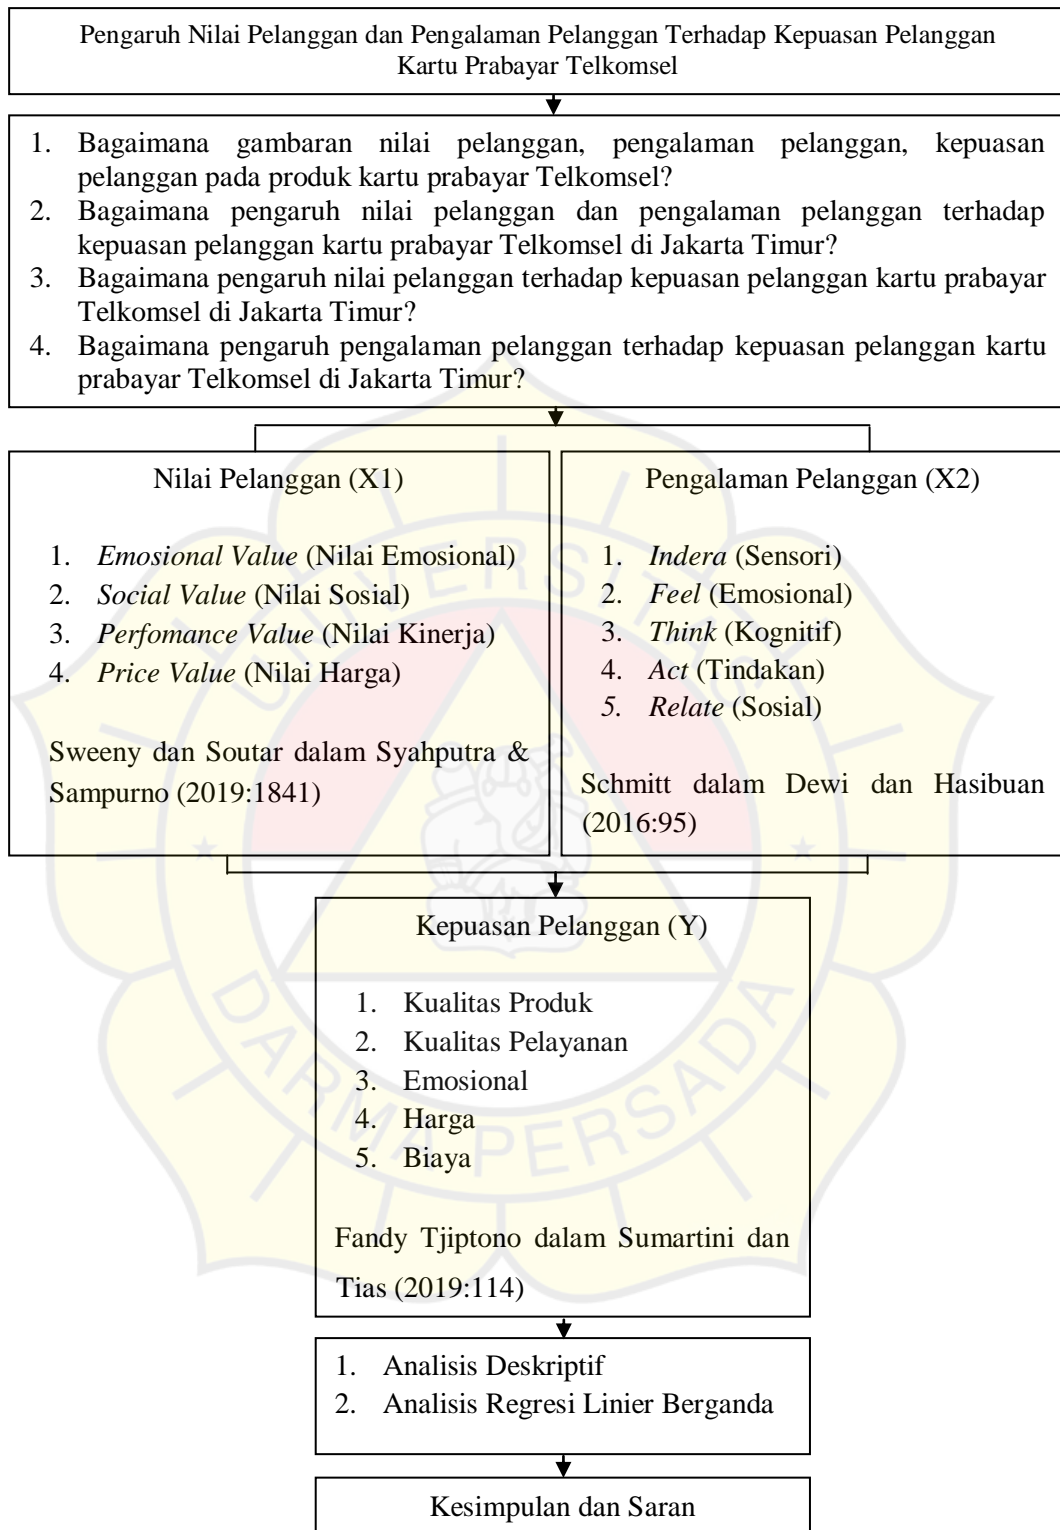 Pengaruh Nilai Pelanggan dan Pengalaman Pelanggan Terhadap Kepuasan Pelanggan
Kartu Prabayar Telkomsel
1. Bagaimana gambaran nilai pelanggan, pengalaman pelanggan, kepuasan
pelanggan pada produk kartu prabayar Telkomsel?
2. Bagaimana pengaruh nilai pelanggan dan pengalaman pelanggan terhadap
kepuasan pelanggan kartu prabayar Telkomsel di Jakarta Timur?
3. Bagaimana pengaruh nilai pelanggan terhadap kepuasan pelanggan kartu prabayar
Telkomsel di Jakarta Timur?
4. Bagaimana pengaruh pengalaman pelanggan terhadap kepuasan pelanggan kartu
prabayar Telkomsel di Jakarta Timur?
Nilai Pelanggan (X1)
1. Emosional Value (Nilai Emosional)
2. Social Value (Nilai Sosial)
3. Perfomance Value (Nilai Kinerja)
4. Price Value (Nilai Harga)
Sweeny dan Soutar dalam Syahputra &
Sampurno (2019:1841)
Pengalaman Pelanggan (X2)
1. Indera (Sensori)
2. Feel (Emosional)
3. Think (Kognitif)
4. Act (Tindakan)
5. Relate (Sosial)
Schmitt dalam Dewi dan Hasibuan
(2016:95)
Kepuasan Pelanggan (Y)
1. Kualitas Produk
2. Kualitas Pelayanan
3. Emosional
4. Harga
5. Biaya
Fandy Tjiptono dalam Sumartini dan
Tias (2019:114)
1. Analisis Deskriptif
2. Analisis Regresi Linier Berganda
Kesimpulan dan Saran
UNIVERSITAS
DARMA PERSADA